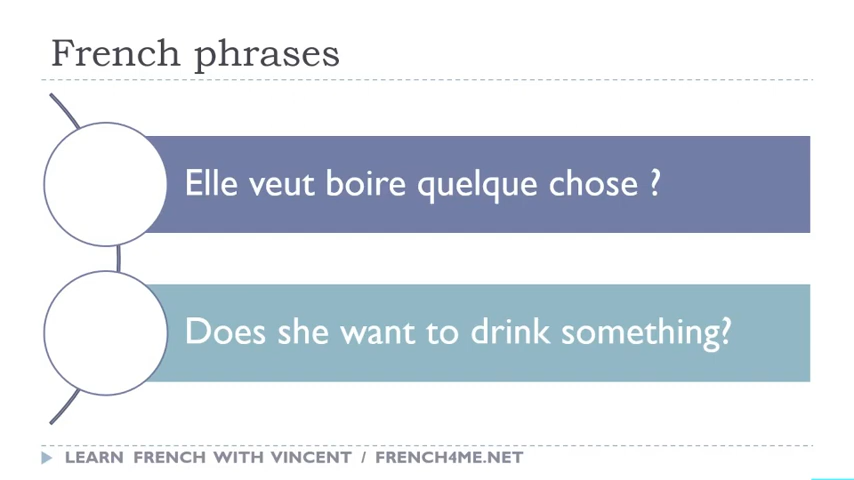 French phrases
Elle veut boire quelque chose ?
Does she want to drink something?
LEARN FRENCH WITH VINCENT / FRENCH4ME.NET